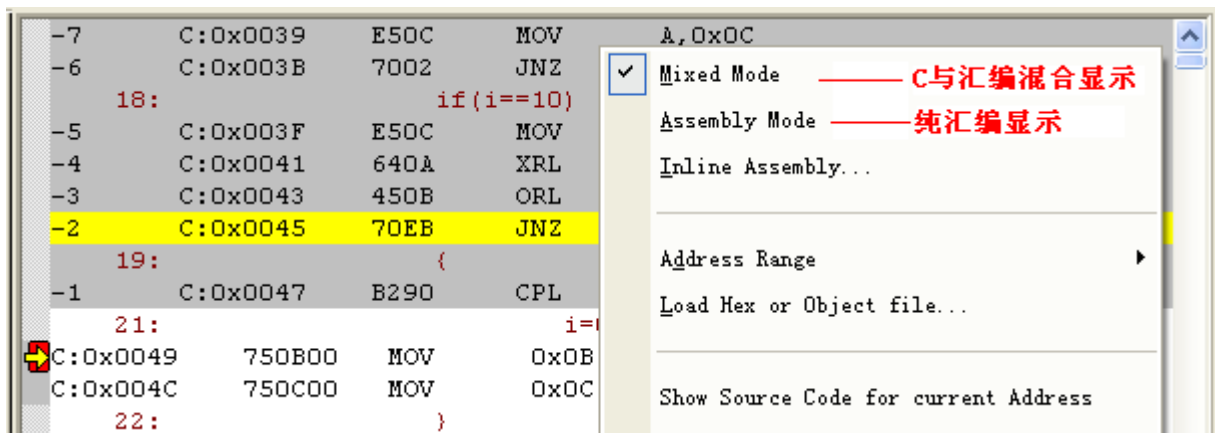 -7 C:0x0039 E50C MOV A,0x0C
-6 C:0x003B 7002 JNZ
18: if(i==10)
-5 C:0x003F E50C MOV
-4 C:0x0041 640A XRL
-3 C:0x0043 450B ORL
-2 C:0x0045 70EB JNZ
19: {
-1 C:0x0047 B290 CPL
21: i=
C:0x0049 750B00 MOV 0x0B
C:0x004C 750C00 MOV 0x0C
22: }
Mixed Mode C与汇编混合显示
Assembly Mode 纯汇编显示
Inline Assembly...
Address Range
Load Hex or Object file...
Show Source Code for current Address